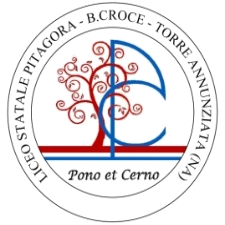 LICEO STATALE PITAGORA - B.CROCE - TORRE ANNUNZIATA (NA)
Pono et Cerno